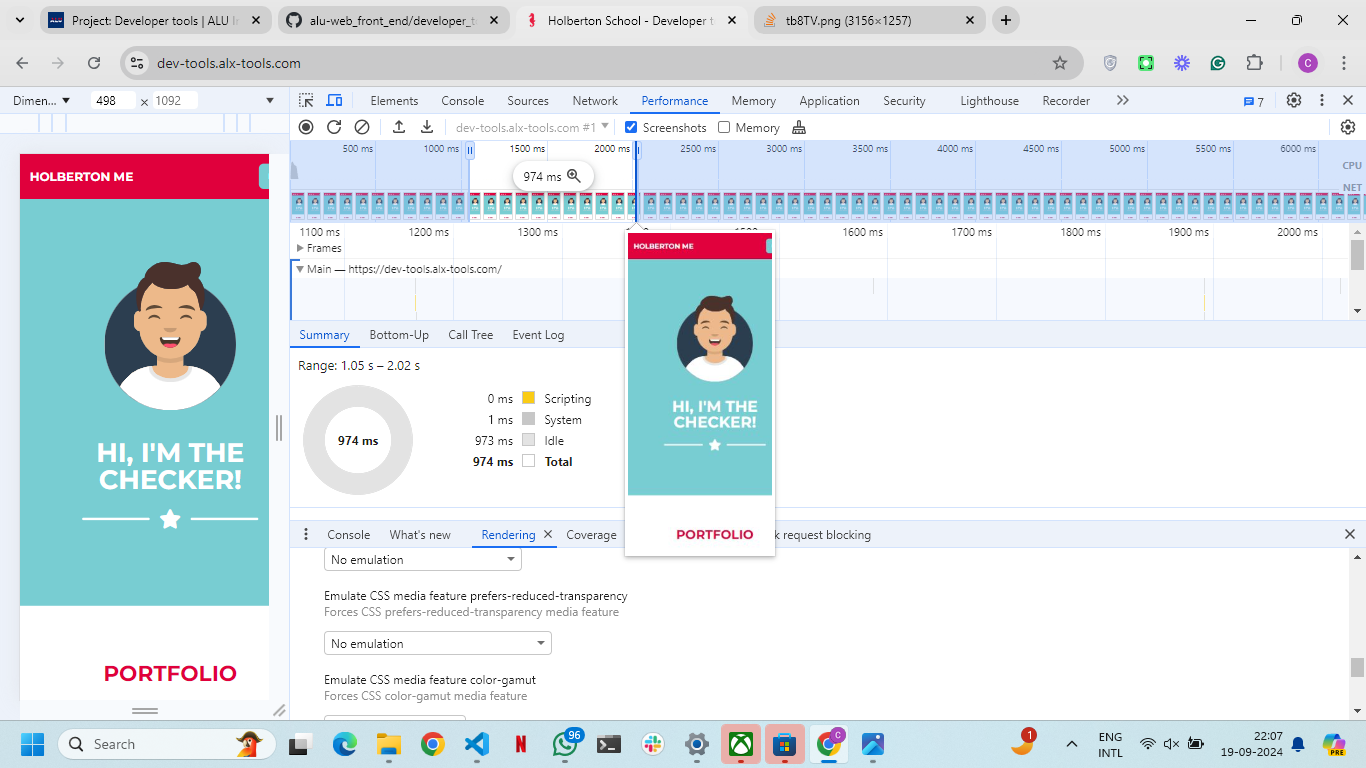 Project: Developer tools | ALU In
alu-web_front_end/developer_to
Holberton School - Developer t
tb8TV.png (3156×1257)
dev-tools.alx-tools.com
C
Dimen... 498 × 1092
Elements Console Sources Network Performance Memory Application Security Lighthouse Recorder 7
dev-tools.alx-tools.com #1 Screenshots Memory
500 ms 1000 ms 1500 ms 2000 ms 2500 ms 3000 ms 3500 ms 4000 ms 4500 ms 5000 ms 5500 ms 6000 ms
CPU
974 ms
NET
1100 ms 1200 ms 1300 ms 1600 ms 1700 ms 1800 ms 1900 ms 2000 ms
Frames
Main — https://dev-tools.alx-tools.com/
HOLBERTON ME
HI, I'M THE
CHECKER!
PORTFOLIO
HOLBERTON ME
HI, I'M THE
CHECKER!
PORTFOLIO
Summary Bottom-Up Call Tree Event Log
Range: 1.05 s – 2.02 s
974 ms
0 ms Scripting
1 ms System
973 ms Idle
974 ms Total
Console What's new Rendering Coverage k request blocking
No emulation
Emulate CSS media feature prefers-reduced-transparency
Forces CSS prefers-reduced-transparency media feature
No emulation
Emulate CSS media feature color-gamut
Forces CSS color-gamut media feature
Search
96
C
1
ENG
INTL
22:07
19-09-2024
PRE